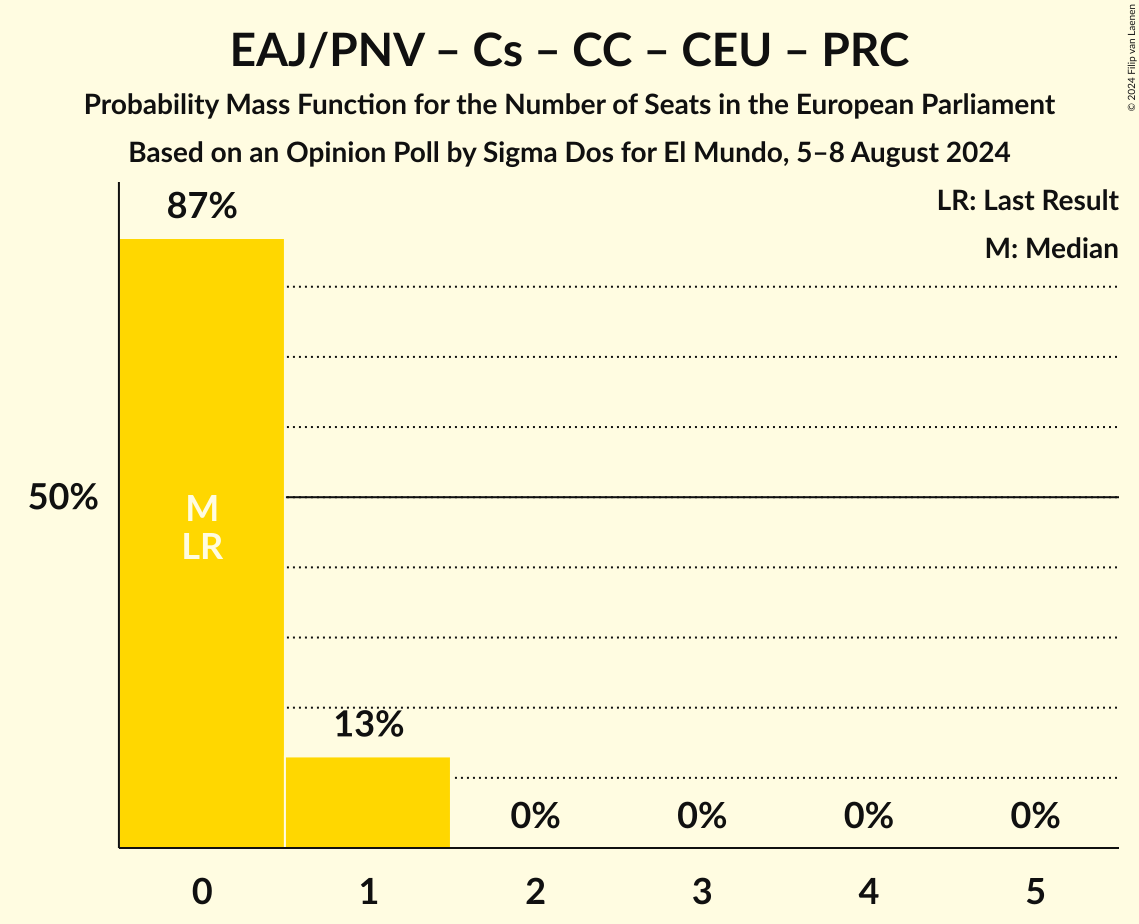 EAJ/PNV – Cs – CC – CEU – PRC
Probability Mass Function for the Number of Seats in the European Parliament
Based on an Opinion Poll by Sigma Dos for El Mundo, 5–8 August 2024
© 2024 Filip van Laenen
LR: Last Result
M: Median
87%
50%
M
LR
13%
0% 0% 0% 0%
0 1 2 3 4 5